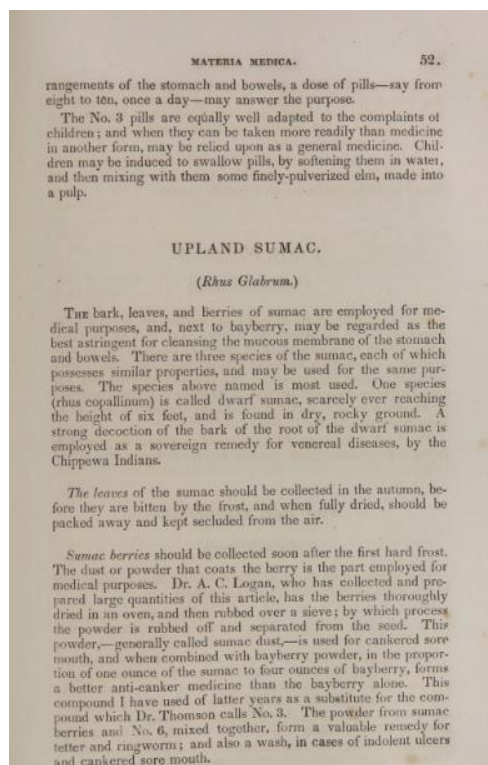 MATERIA MEDICA. 52.
rangements of the stomach and bowels, a dose of pills—say from
eight to ten, once a day—may answer the purpose.
The No. 3 pills are equally well adapted to the complaints of
children; and when they can be taken more readily than medicine
in another form, may be relied upon as a general medicine. Chil-
dren may be induced to swallow pills, by softening them in water,
and then mixing with them some finely-pulverized elm, made into
a pulp.
UPLAND SUMAC.
(Rhus Glabrum.)
THE bark, leaves, and berries of sumac are employed for me-
dical purposes, and, next to bayberry, may be regarded as the
best astringent for cleansing the mucous membrane of the stomach
and bowels. There are three species of the sumac, each of which
possesses similar properties, and may be used for the same pur-
poses. The species above named is most used. One species
(rhus copallinum) is called dwarf sumac, scarcely ever reaching
the height of six feet, and is found in dry, rocky ground. A
strong decoction of the bark of the root of the dwarf sumac is
employed as a sovereign remedy for venereal diseases, by the
Chippewa Indians.
The leaves of the sumac should be collected in the autumn, be-
fore they are bitten by the frost, and when fully dried, should be
packed away and kept secluded from the air.
Sumac berries should be collected soon after the first hard frost.
The dust or powder that coats the berry is the part employed for
medical purposes. Dr. A. C. Logan, who has collected and pre-
pared large quantities of this article, has the berries thoroughly
dried in an oven, and then rubbed over a sieve; by which process
the powder is rubbed off and separated from the seed. This
powder,—generally called sumac dust,—is used for cankered sore
mouth, and when combined with bayberry powder, in the propor-
tion of one ounce of the sumac to four ounces of bayberry, forms
a better anti-canker medicine than the bayberry alone. This
compound I have used of latter years as a substitute for the com-
pound which Dr. Thomson calls No. 3. The powder from sumac
berries and No. 6, mixed together, form a valuable remedy for
tetter and ringworm; and also a wash, in cases of indolent ulcers
and cankered sore mouth.